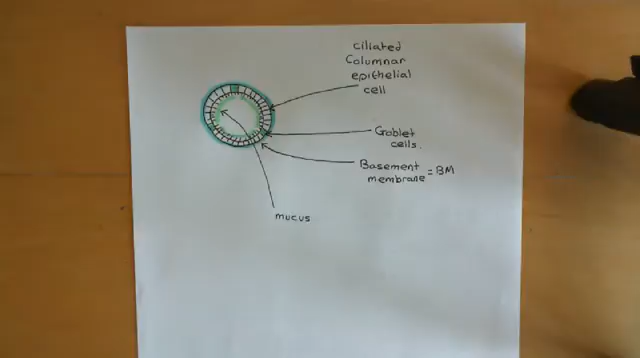 ciliated
Columnar
epithelial
cell
Goblet
cells.
Basement
membrane = BM
mucus